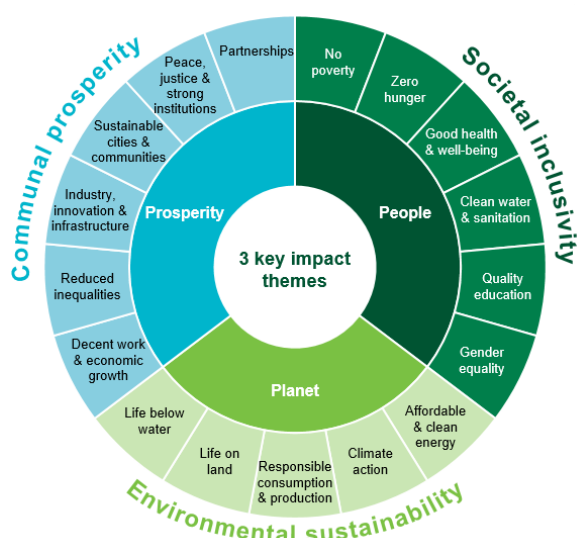 Communal prosperity
Societal inclusivity
Environmental sustainability
3 key impact
themes
People
Planet
Prosperity
No
poverty
Zero
hunger
Good health
& well-being
Clean water
& sanitation
Quality
education
Gender
equality
Affordable
& clean
energy
Climate
action
Responsible
consumption
& production
Life on
land
Life below
water
Decent work
& economic
growth
Reduced
inequalities
Industry,
innovation &
infrastructure
Sustainable
cities &
communities
Peace,
justice &
strong
institutions
Partnerships